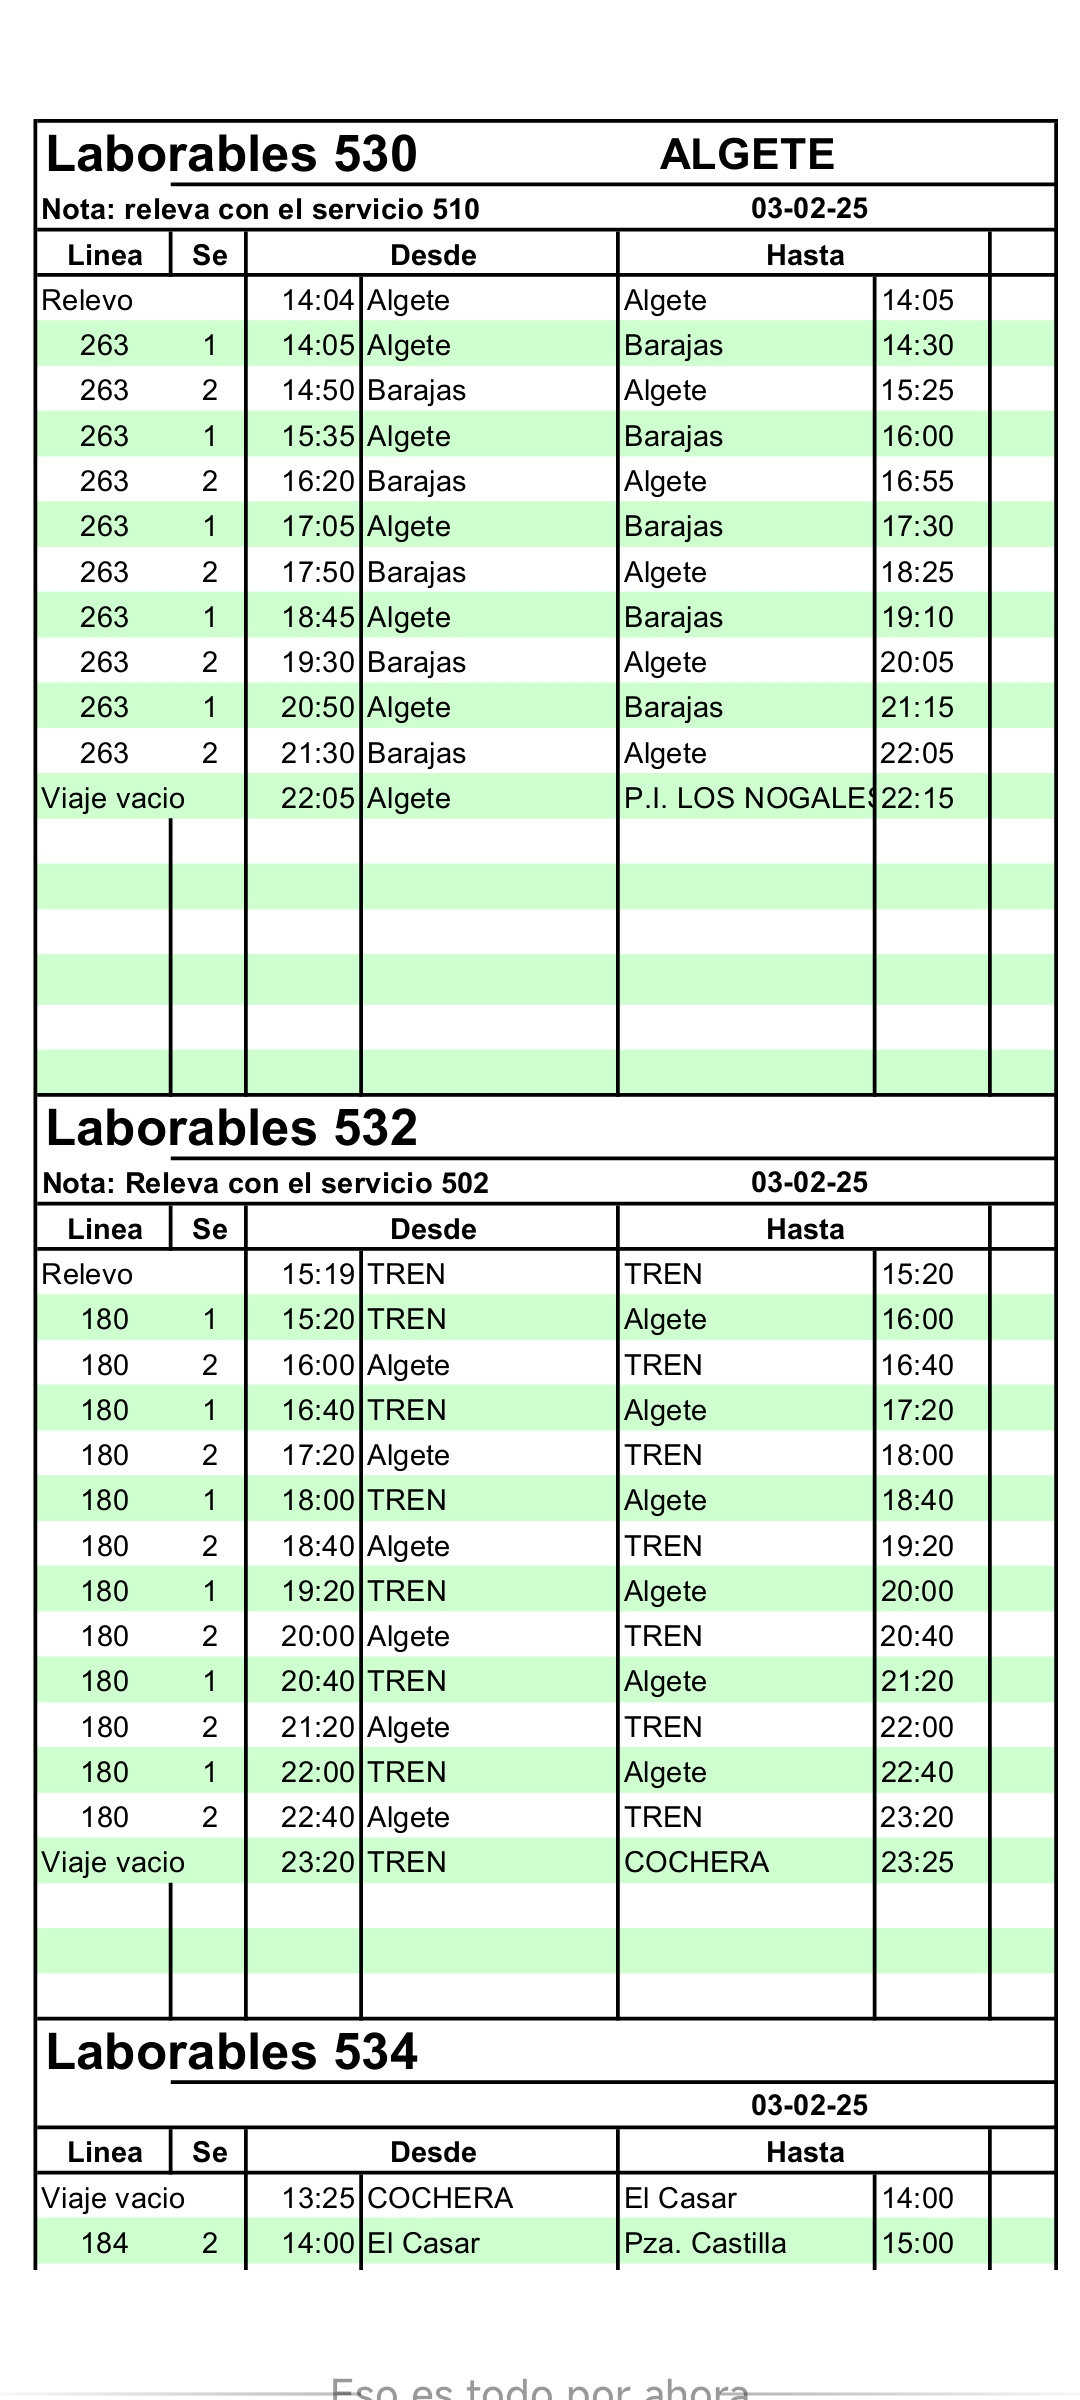 Laborables 530 ALGETE
Nota: releva con el servicio 510 03-02-25
Linea Se Desde Hasta
Relevo 14:04 Algete Algete 14:05
263 1 14:05 Algete Barajas 14:30
263 2 14:50 Barajas Algete 15:25
263 1 15:35 Algete Barajas 16:00
263 2 16:20 Barajas Algete 16:55
263 1 17:05 Algete Barajas 17:30
263 2 17:50 Barajas Algete 18:25
263 1 18:45 Algete Barajas 19:10
263 2 19:30 Barajas Algete 20:05
263 1 20:50 Algete Barajas 21:15
263 2 21:30 Barajas Algete 22:05
Viaje vacio 22:05 Algete P.I. LOS NOGALES 22:15
Laborables 532
Nota: Releva con el servicio 502 03-02-25
Linea Se Desde Hasta
Relevo 15:19 TREN TREN 15:20
180 1 15:20 TREN Algete 16:00
180 2 16:00 Algete TREN 16:40
180 1 16:40 TREN Algete 17:20
180 2 17:20 Algete TREN 18:00
180 1 18:00 TREN Algete 18:40
180 2 18:40 Algete TREN 19:20
180 1 19:20 TREN Algete 20:00
180 2 20:00 Algete TREN 20:40
180 1 20:40 TREN Algete 21:20
180 2 21:20 Algete TREN 22:00
180 1 22:00 TREN Algete 22:40
180 2 22:40 Algete TREN 23:20
Viaje vacio 23:20 TREN COCHERA 23:25
Laborables 534
03-02-25
Linea Se Desde Hasta
Viaje vacio 13:25 COCHERA El Casar 14:00
184 2 14:00 El Casar Pza. Castilla 15:00
Eso es todo por ahora